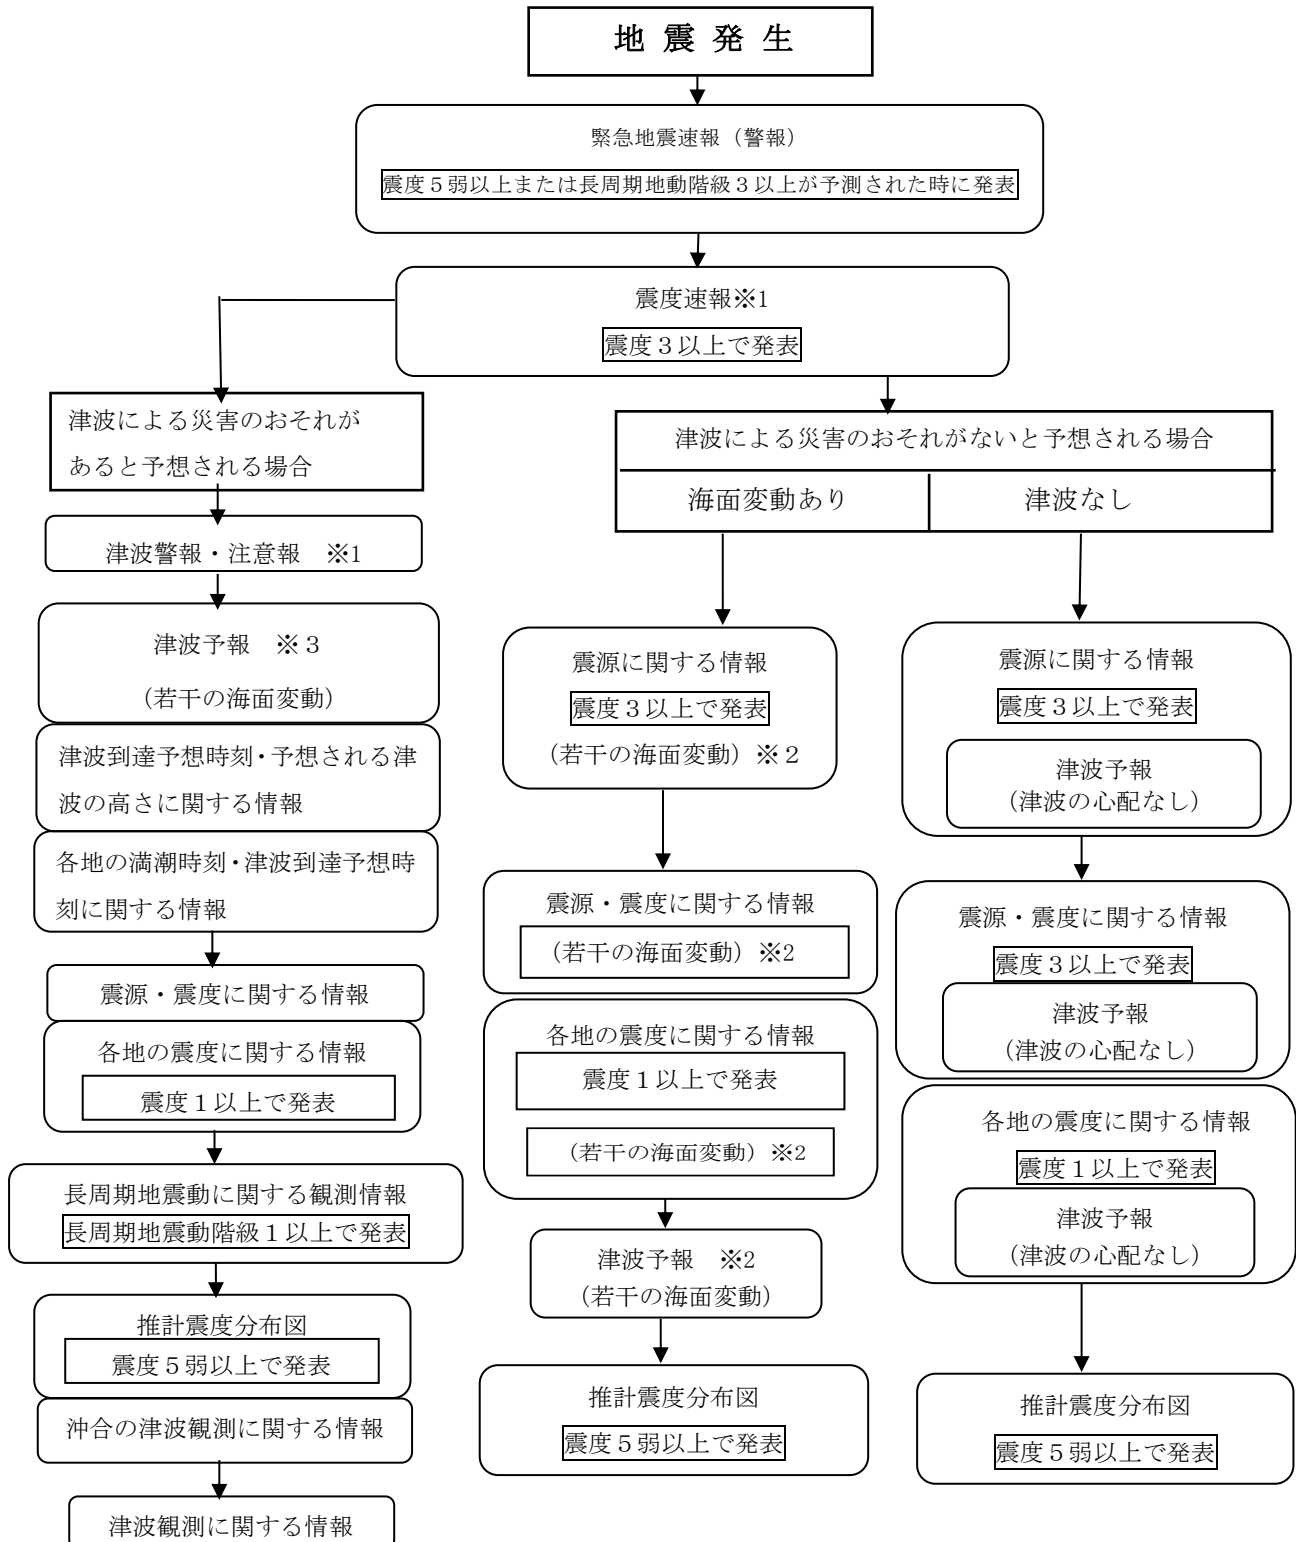 地 震 発 生
緊急地震速報（警報）
震度５弱以上または長周期地動階級３以上が予測された時に発表
震度速報※1
震度３以上で発表
津波による災害のおそれが
あると予想される場合
津波警報・注意報　※1
津波予報　※３
（若干の海面変動）
津波到達予想時刻・予想される津
波の高さに関する情報
各地の満潮時刻・津波到達予想時
刻に関する情報
震源・震度に関する情報
各地の震度に関する情報
震度１以上で発表
長周期地震動に関する観測情報
長周期地震動階級１以上で発表
推計震度分布図
震度５弱以上で発表
沖合の津波観測に関する情報
津波観測に関する情報
津波による災害のおそれがないと予想される場合
海面変動あり
津波なし
震源に関する情報
震度３以上で発表
（若干の海面変動）※２
震源・震度に関する情報
（若干の海面変動）※2
各地の震度に関する情報
震度１以上で発表
（若干の海面変動）※2
津波予報　※2
（若干の海面変動）
推計震度分布図
震度５弱以上で発表
震源に関する情報
震度３以上で発表
津波予報
（津波の心配なし）
震源・震度に関する情報
震度３以上で発表
津波予報
（津波の心配なし）
各地の震度に関する情報
震度１以上で発表
津波予報
（津波の心配なし）
推計震度分布図
震度５弱以上で発表